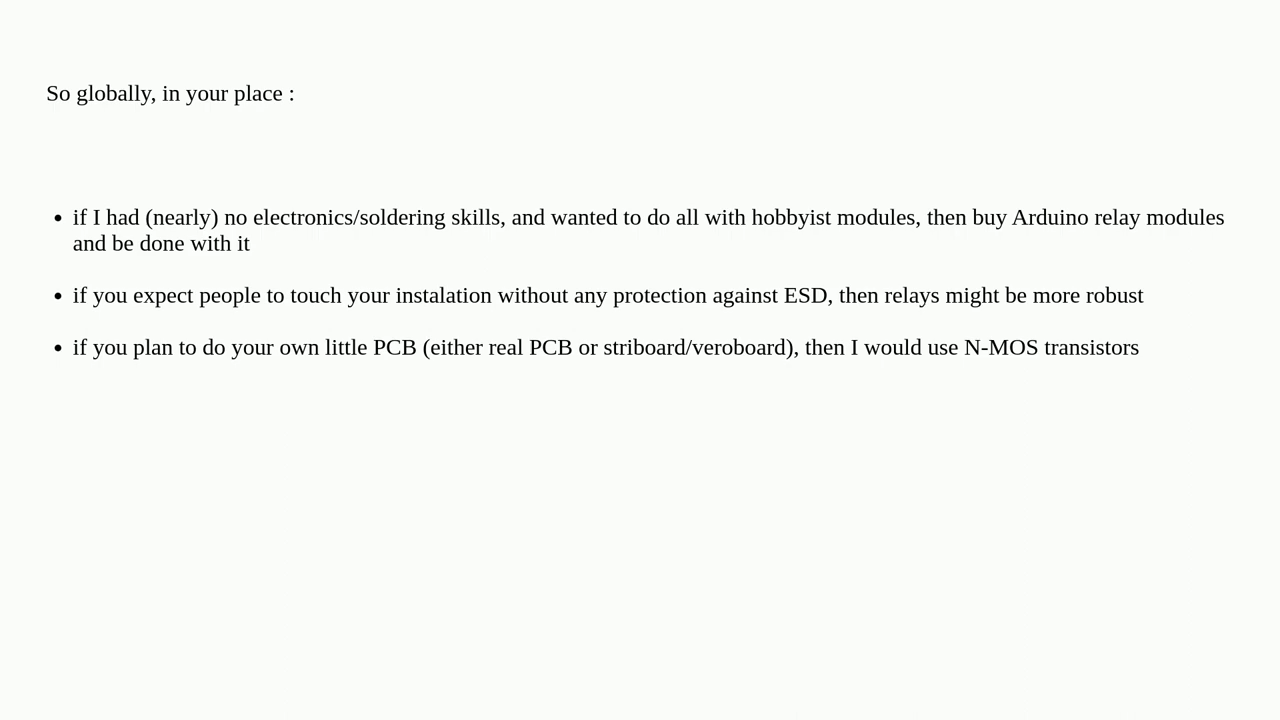 So globally, in your place :
• if I had (nearly) no electronics/soldering skills, and wanted to do all with hobbyist modules, then buy Arduino relay modules
and be done with it
• if you expect people to touch your instalation without any protection against ESD, then relays might be more robust
• if you plan to do your own little PCB (either real PCB or striboard/veroboard), then I would use N-MOS transistors